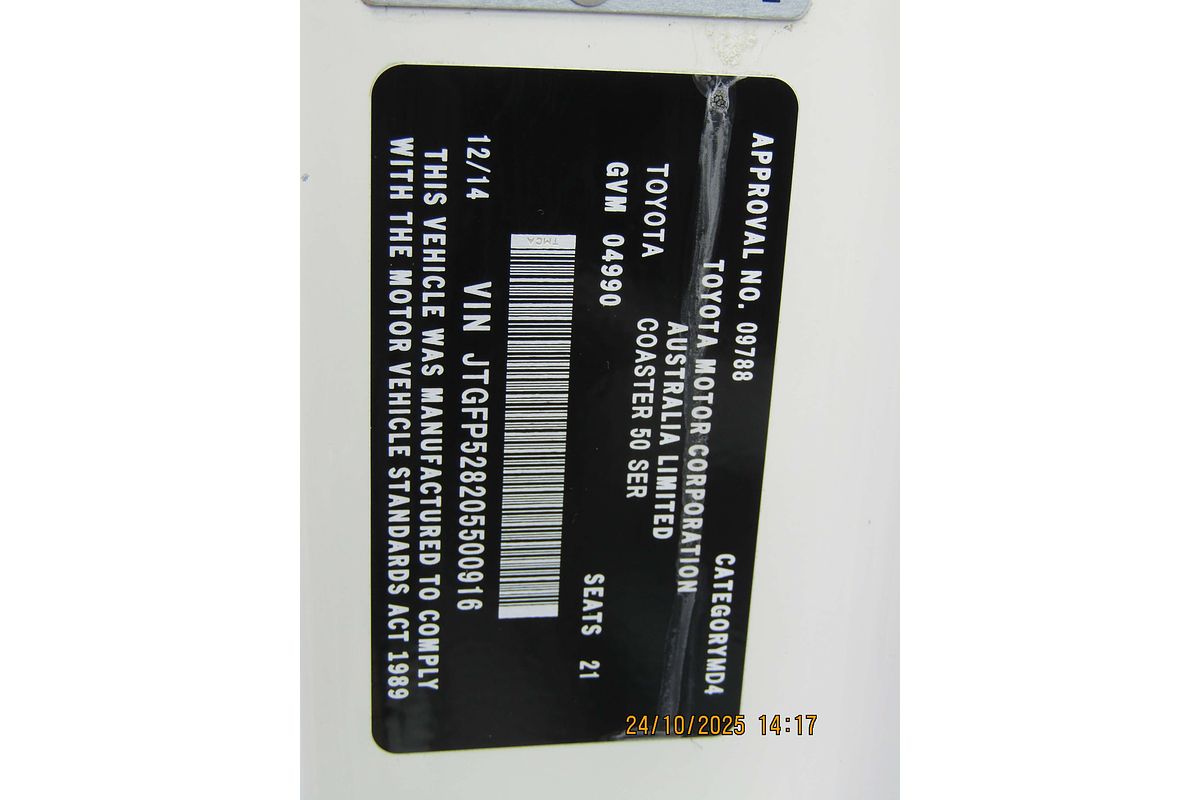 APPROVAL NO. 09788 CATEGORYMD4
TOYOTA MOTOR CORPORATION
AUSTRALIA LIMITED
TOYOTA COASTER 50 SER
GVM 04990 SEATS 21
TMCA
12/14 VIN JTGFP528205500916
THIS VEHICLE WAS MANUFACTURED TO COMPLY
WITH THE MOTOR VEHICLE STANDARDS ACT 1989
24/10/2025 14:17